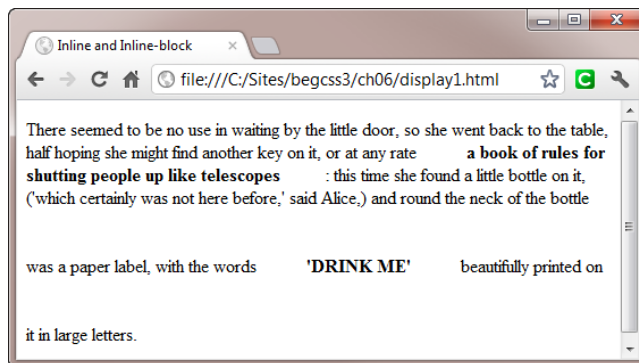 Inline and Inline-block
file:///C:/Sites/begcss3/ch06/display1.html
There seemed to be no use in waiting by the little door, so she went back to the table,
half hoping she might find another key on it, or at any rate a book of rules for
shutting people up like telescopes : this time she found a little bottle on it,
('which certainly was not here before,' said Alice,) and round the neck of the bottle
was a paper label, with the words 'DRINK ME' beautifully printed on
it in large letters.